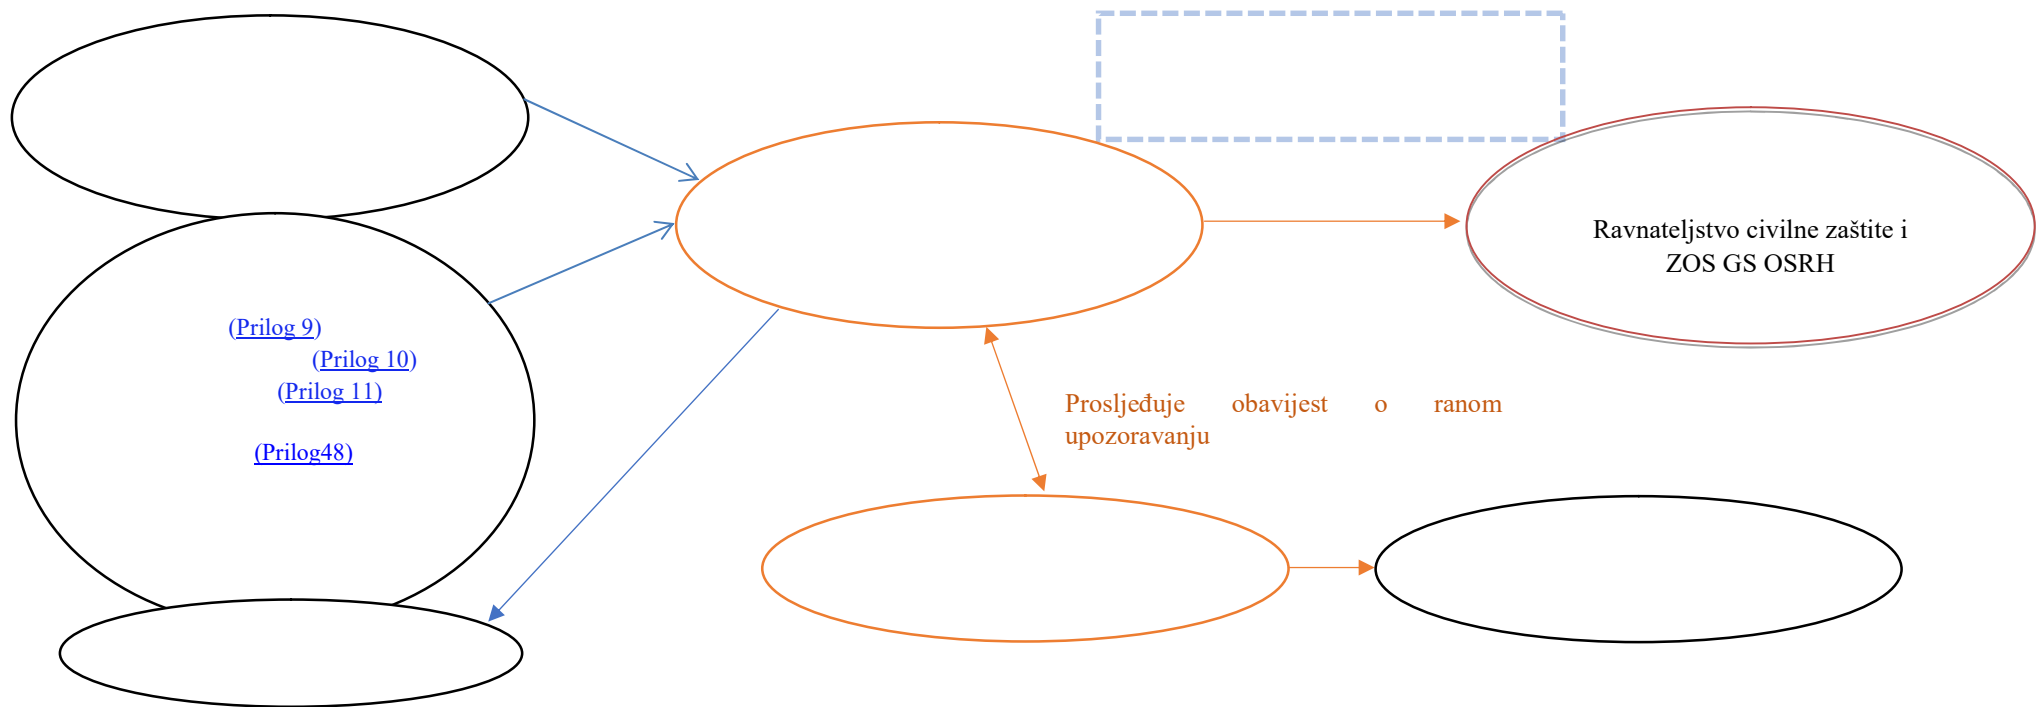 Ravnateljstvo civilne zaštite i
ZOS GS OSRH
(Prilog 9)
(Prilog 10)
(Prilog 11)
(Prilog48)
Prosljeđuje obavijest o ranom
upozoravanju